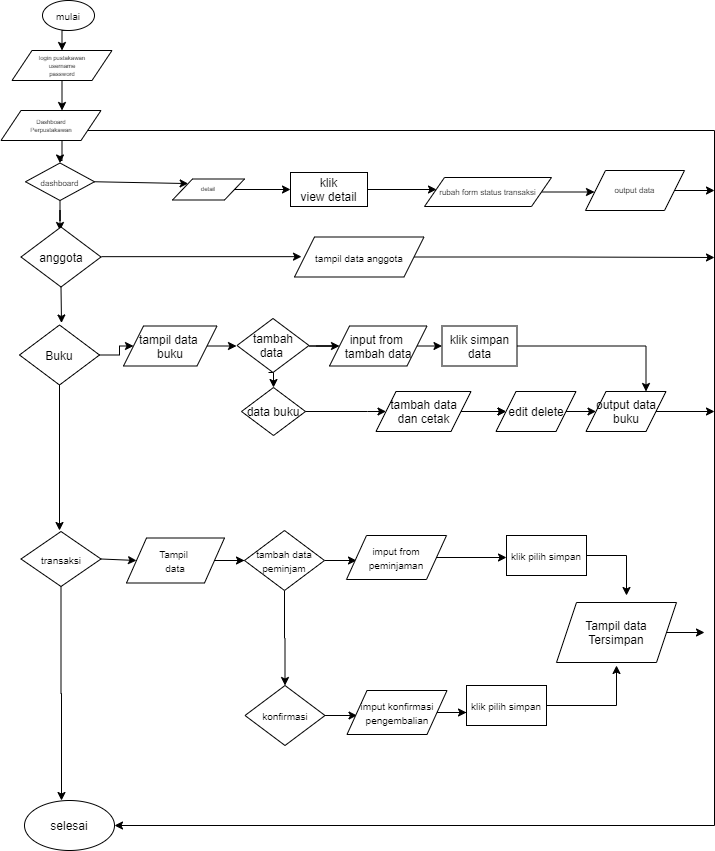 mulai
login pustakawan
username
password
Dashboard
Perpustakawan
dashboard
detail
klik
view detail
rubah form status transaksi
output data
anggota
tampil data anggota
Buku
tampil data
buku
tambah
data
input from
tambah data
klik simpan
data
data buku
tambah data
dan cetak
edit delete
output data
buku
transaksi
Tampil
data
tambah data
peminjam
imput from
peminjaman
klik pilih simpan
Tampil data
Tersimpan
konfirmasi
imput konfirmasi
pengembalian
klik pilih simpan
selesai